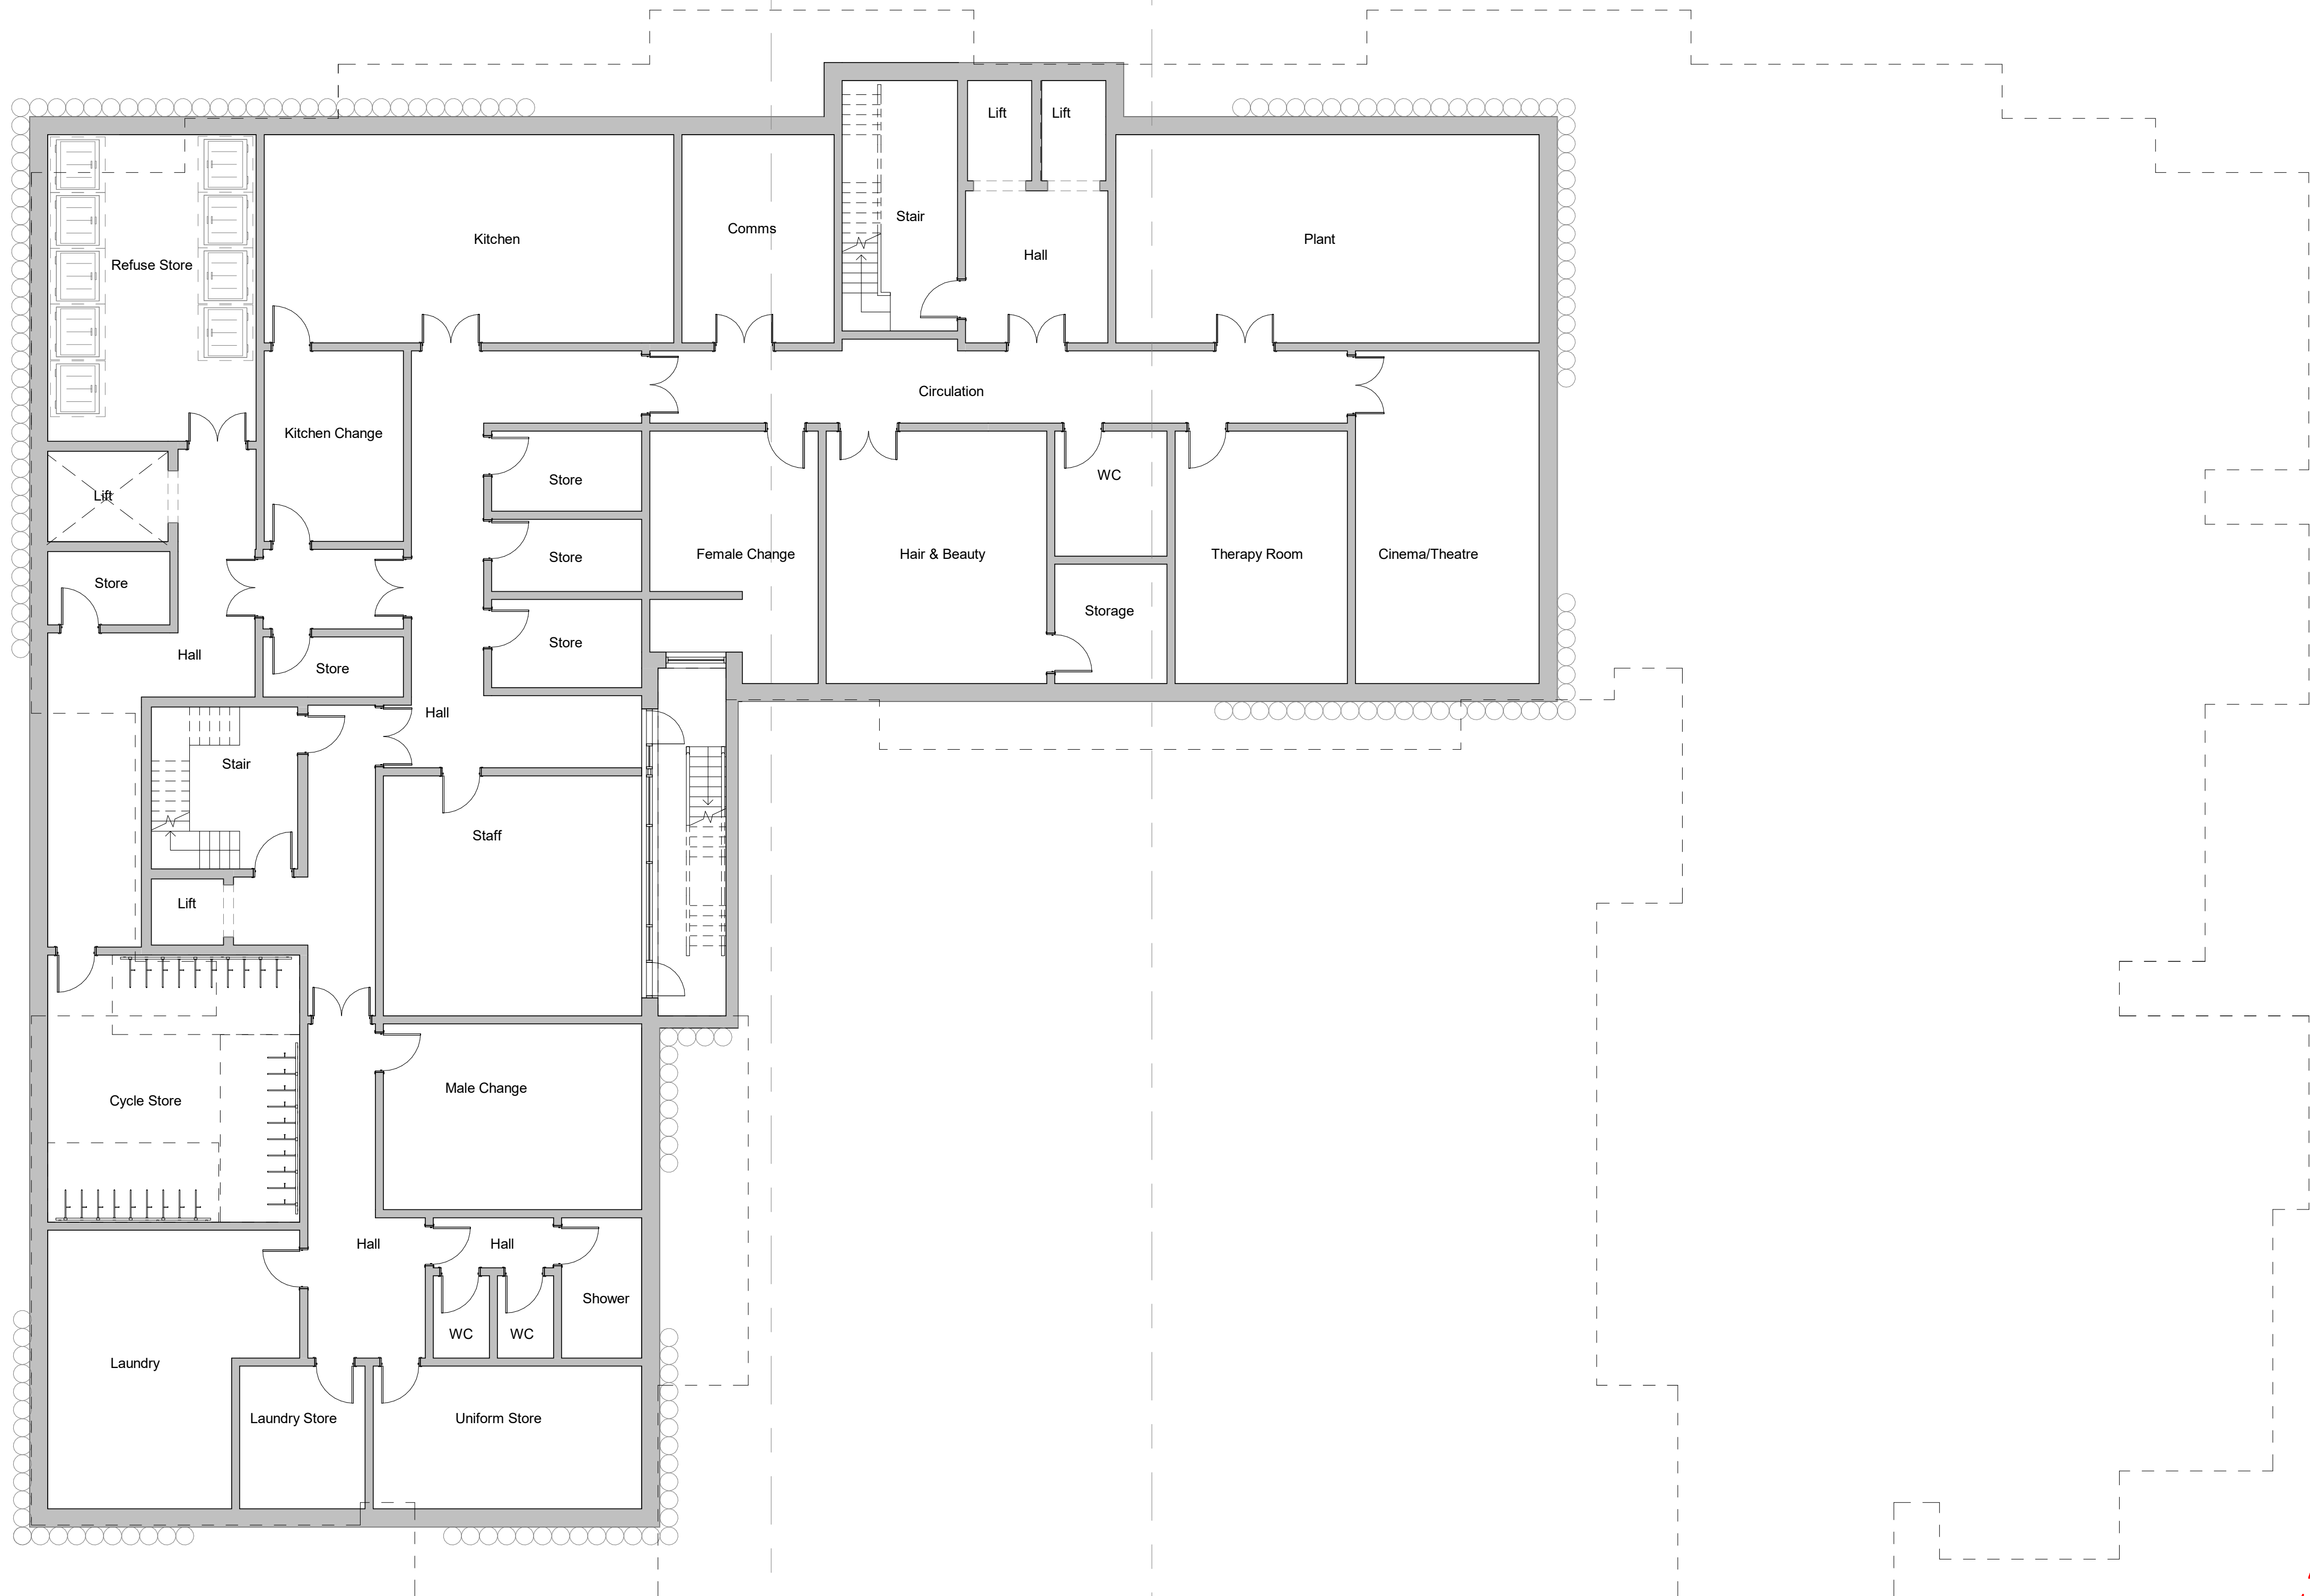 Lift
Lift
Stair
Comms
Kitchen
Plant
Hall
Refuse Store
Circulation
Kitchen Change
WC
Store
Lift
Store
Female Change
Hair & Beauty
Therapy Room
Cinema/Theatre
Store
Storage
Store
Hall
Store
Hall
Stair
Staff
Lift
Male Change
Cycle Store
Hall
Hall
Shower
WC
WC
Laundry
Laundry Store
Uniform Store